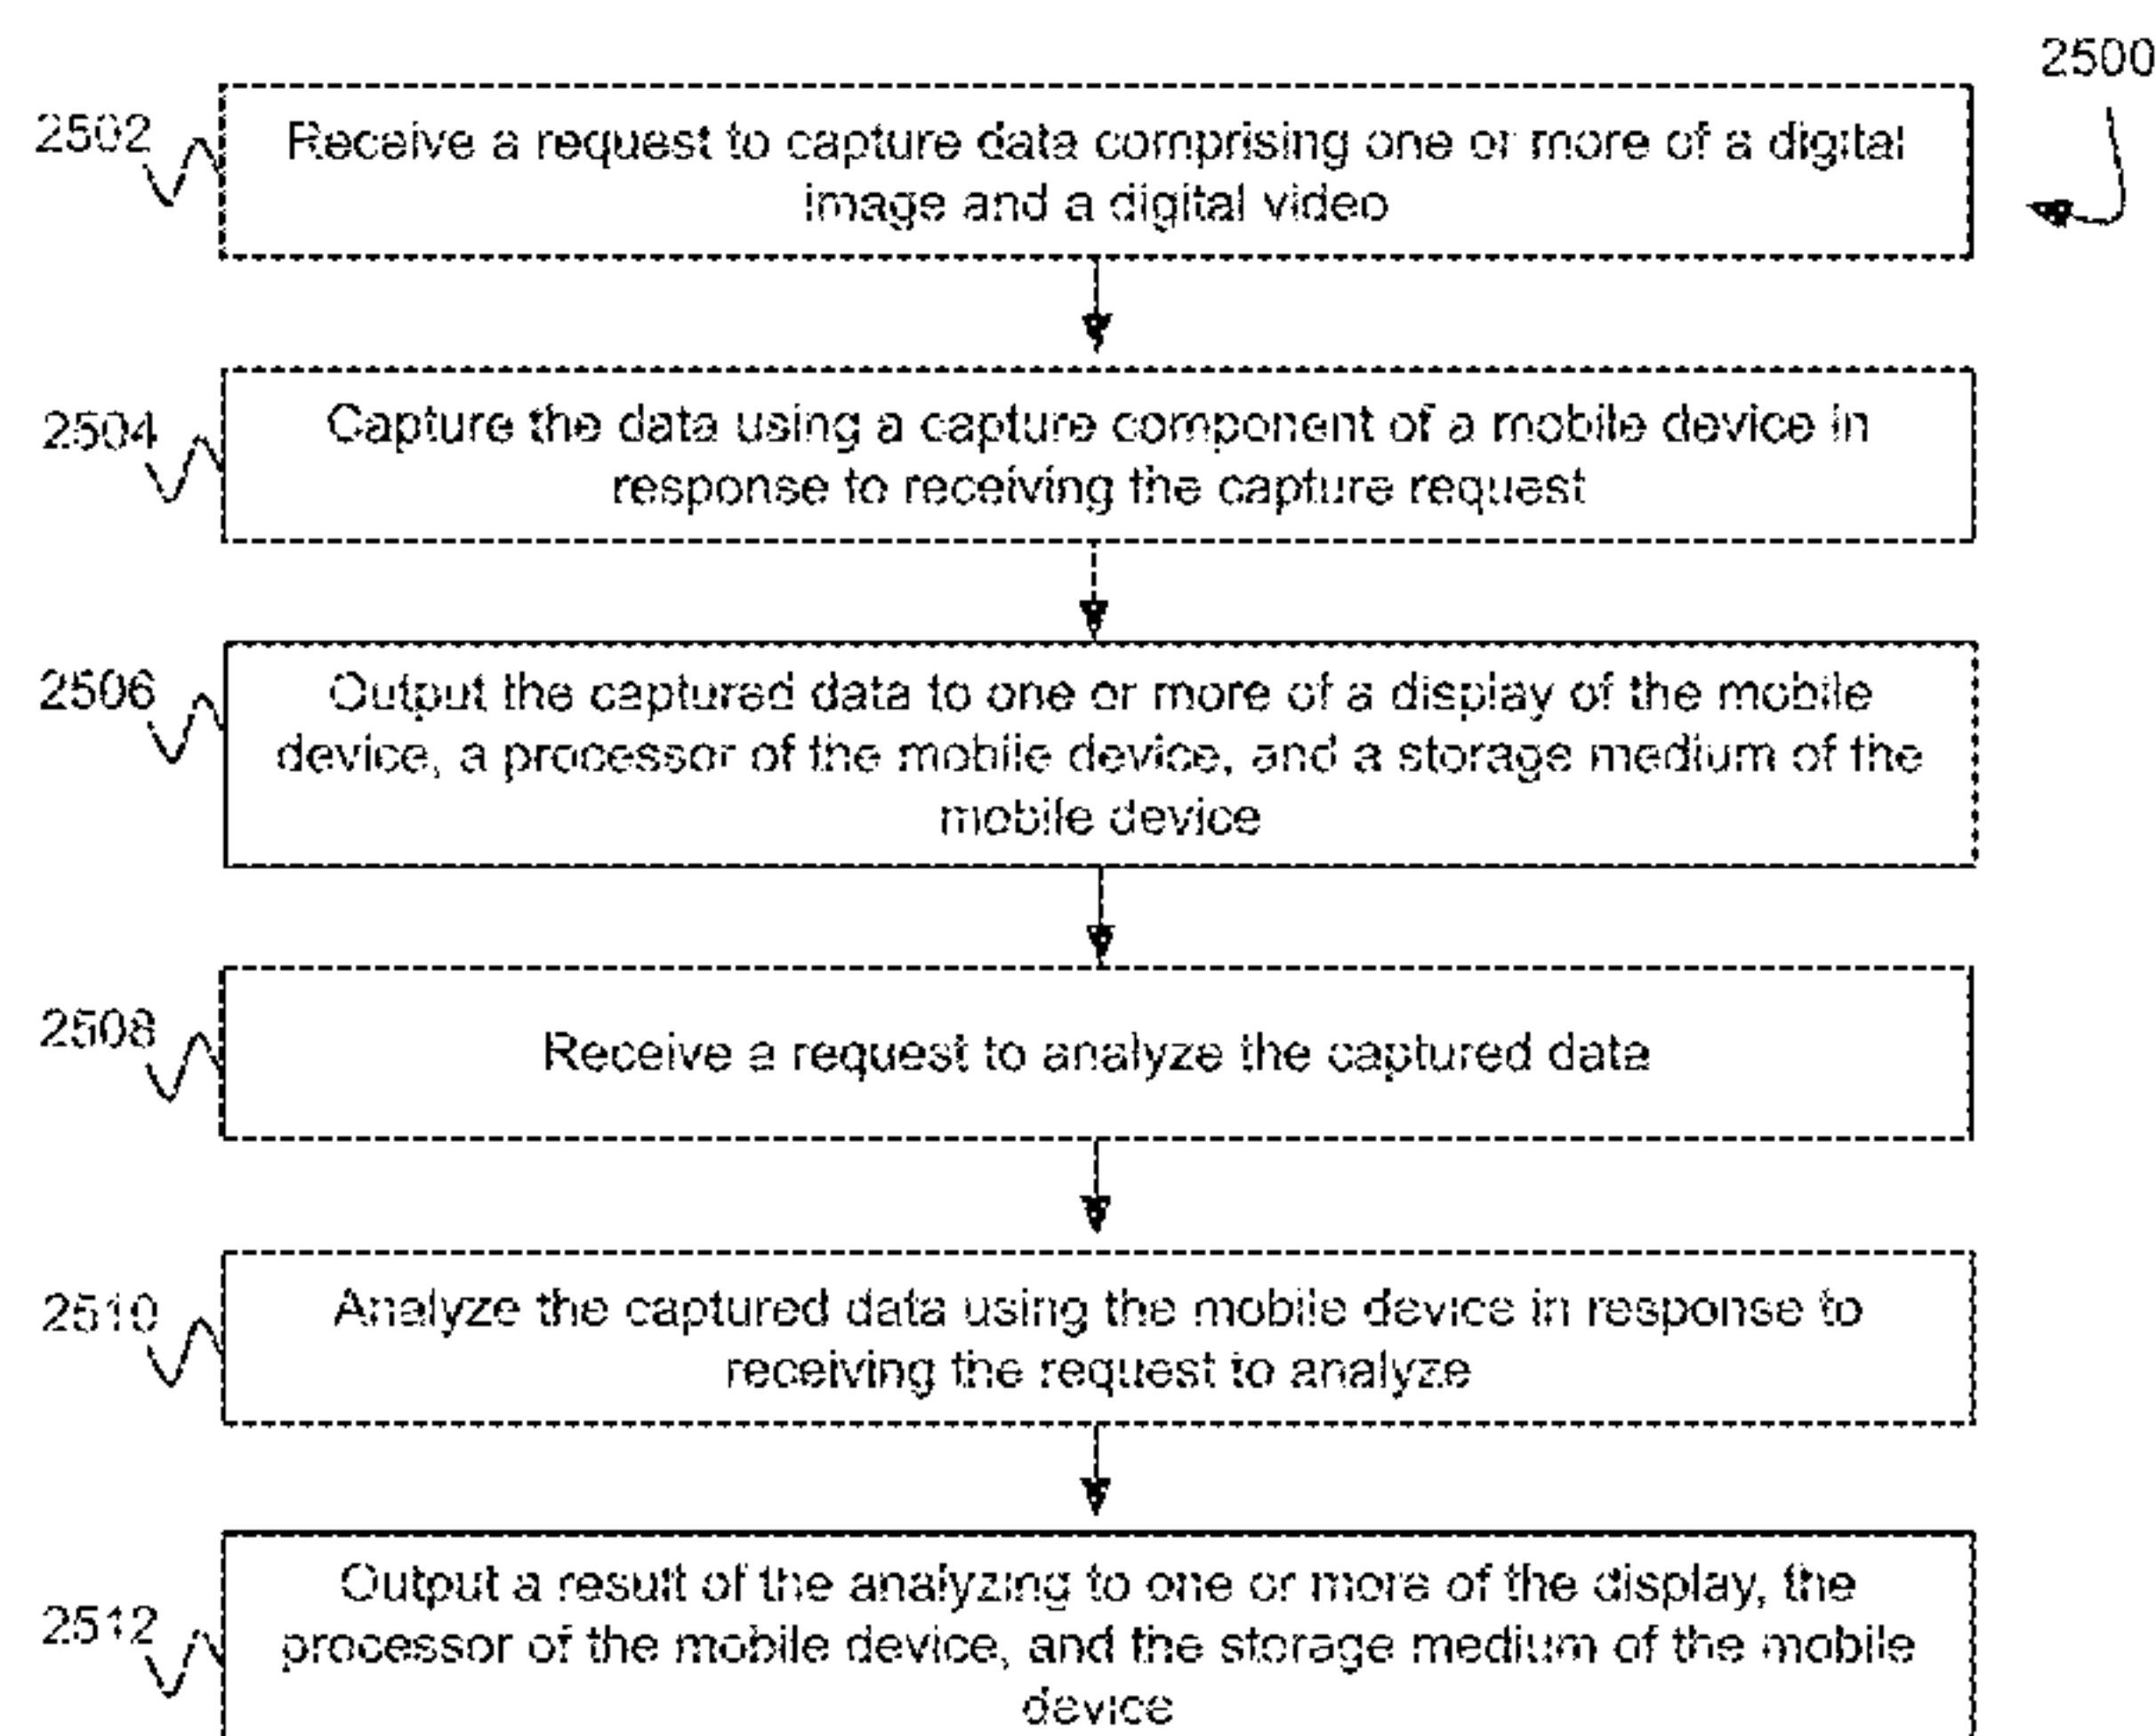 2500
2502
Receive a request to capture data comprising one or more of a digital
image and a digital video
2504
Capture the data using a capture component of a mobile device in
response to receiving the capture request
2506
Output the captured data to one or more of a display of the mobile
device, a processor of the mobile device, and a storage medium of the
mobile device
2508
Receive a request to analyze the captured data
2510
Analyze the captured data using the mobile device in response to
receiving the request to analyze
2512
Output a result of the analyzing to one or more of the display, the
processor of the mobile device, and the storage medium of the mobile
device